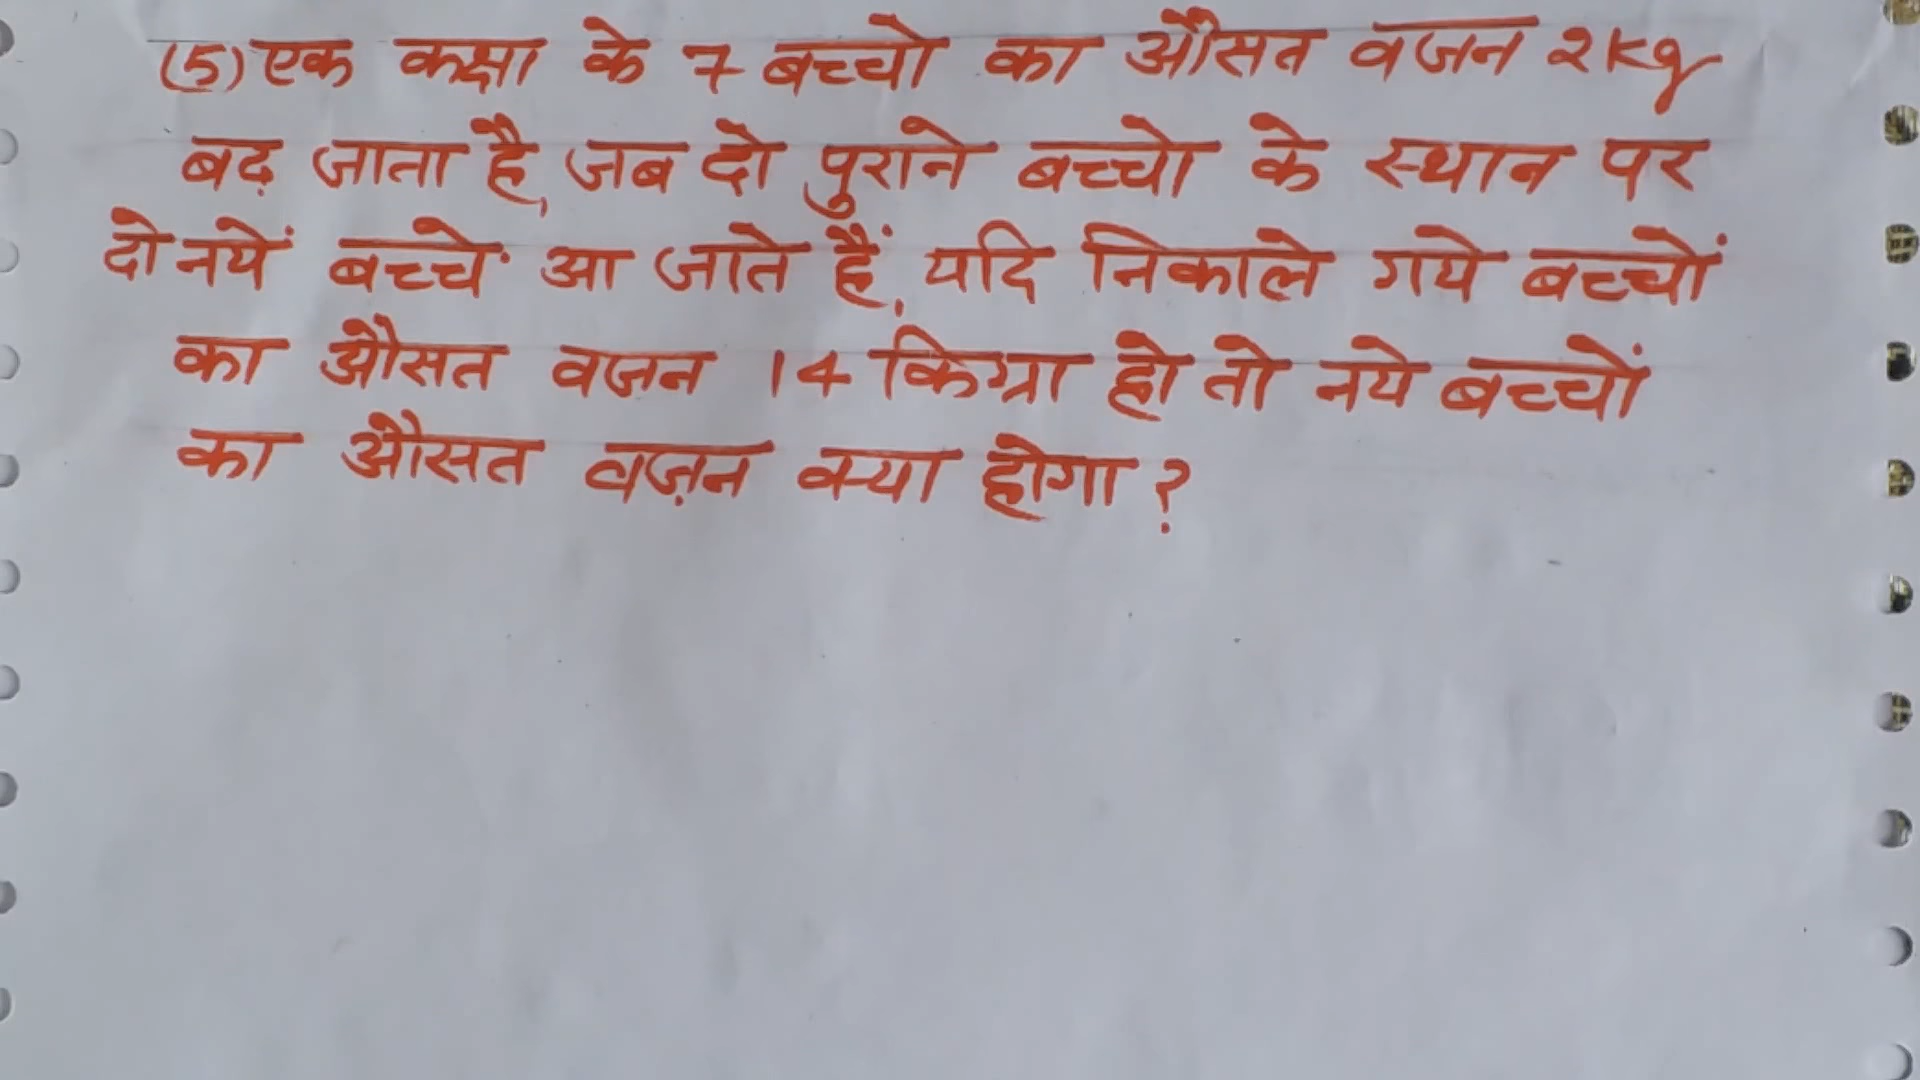 (5) एक कक्षा के 7 बच्चो का औसत वजन 2Kg
बढ़ जाता है, जब दो पुराने बच्चो के स्थान पर
दो नयें बच्चे आ जाते हैं, यदि निकाले गये बच्चों
का औसत वजन 14 किग्रा हो तो नये बच्चों
का औसत वज़न क्या होगा?